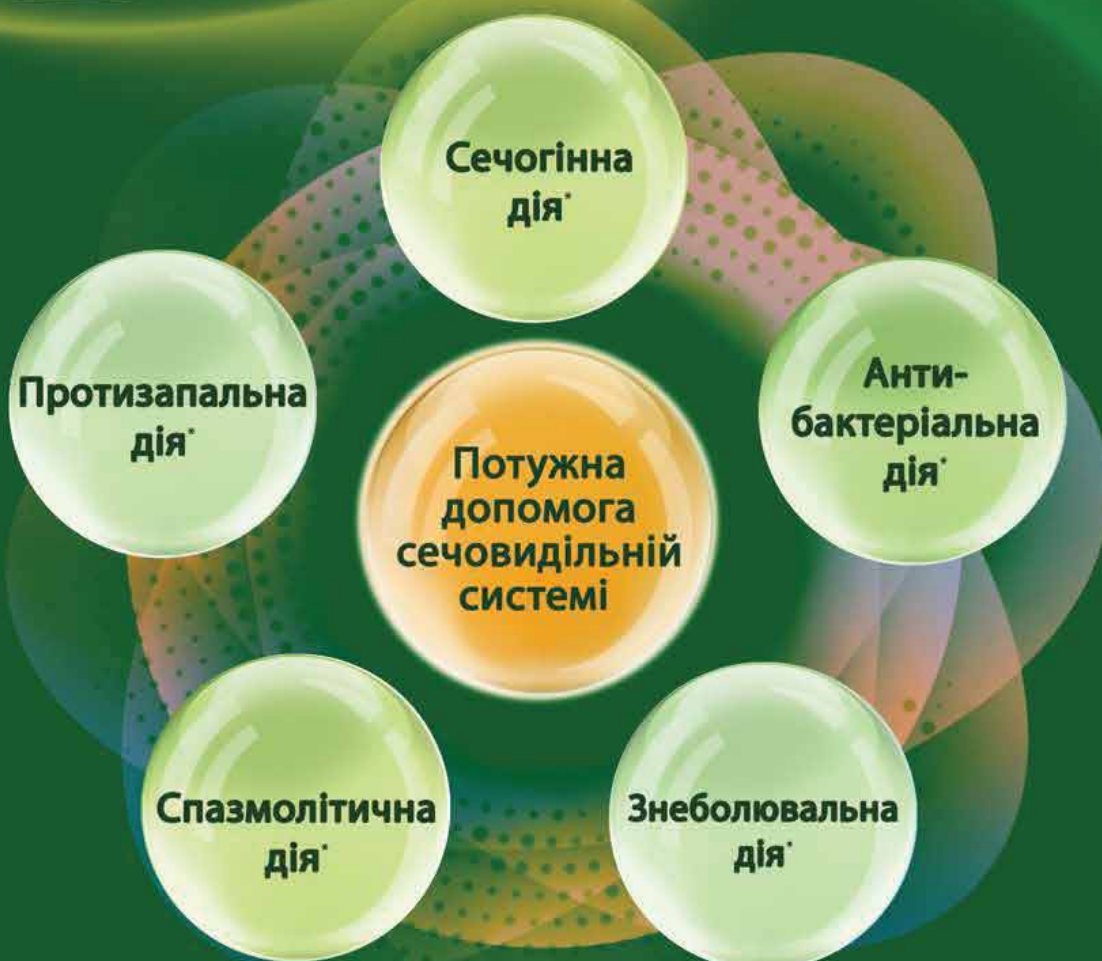 Сечогінна
дія*
Анти-
бактеріальна
дія*
Протизапальна
дія*
Потужна
допомога
сечовидільній
системі
Спазмолітична
дія*
Знеболювальна
дія*